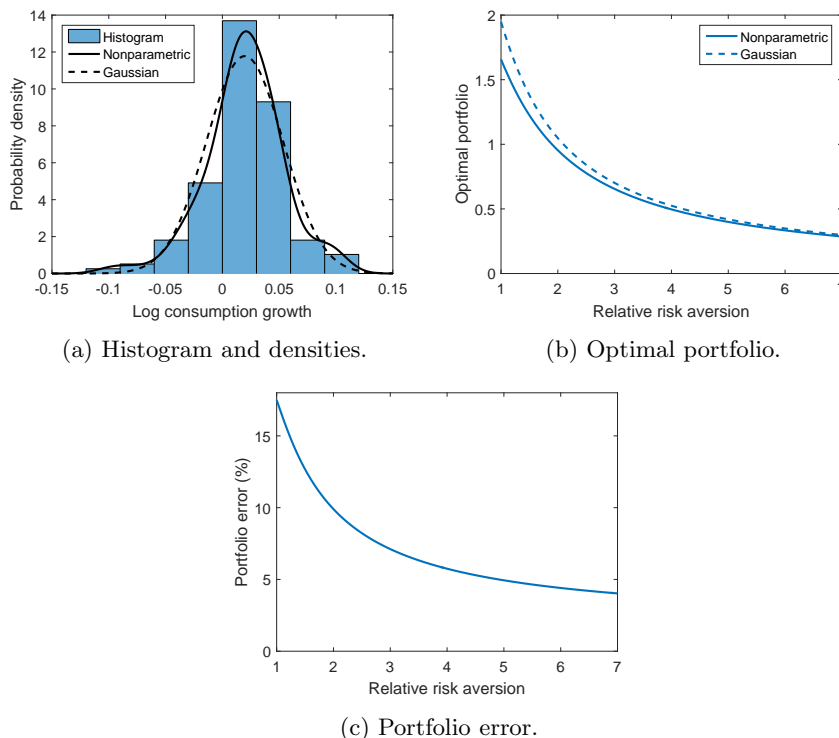 Histogram
Nonparametric
Gaussian
Probability density
14
12
10
8
6
4
2
0
-0.15 -0.1 -0.05 0 0.05 0.1 0.15
Log consumption growth
(a) Histogram and densities.
Nonparametric
Gaussian
Optimal portfolio
2
1.5
1
0.5
0
1 2 3 4 5 6 7
Relative risk aversion
(b) Optimal portfolio.
Portfolio error (%)
15
10
5
0
1 2 3 4 5 6 7
Relative risk aversion
(c) Portfolio error.